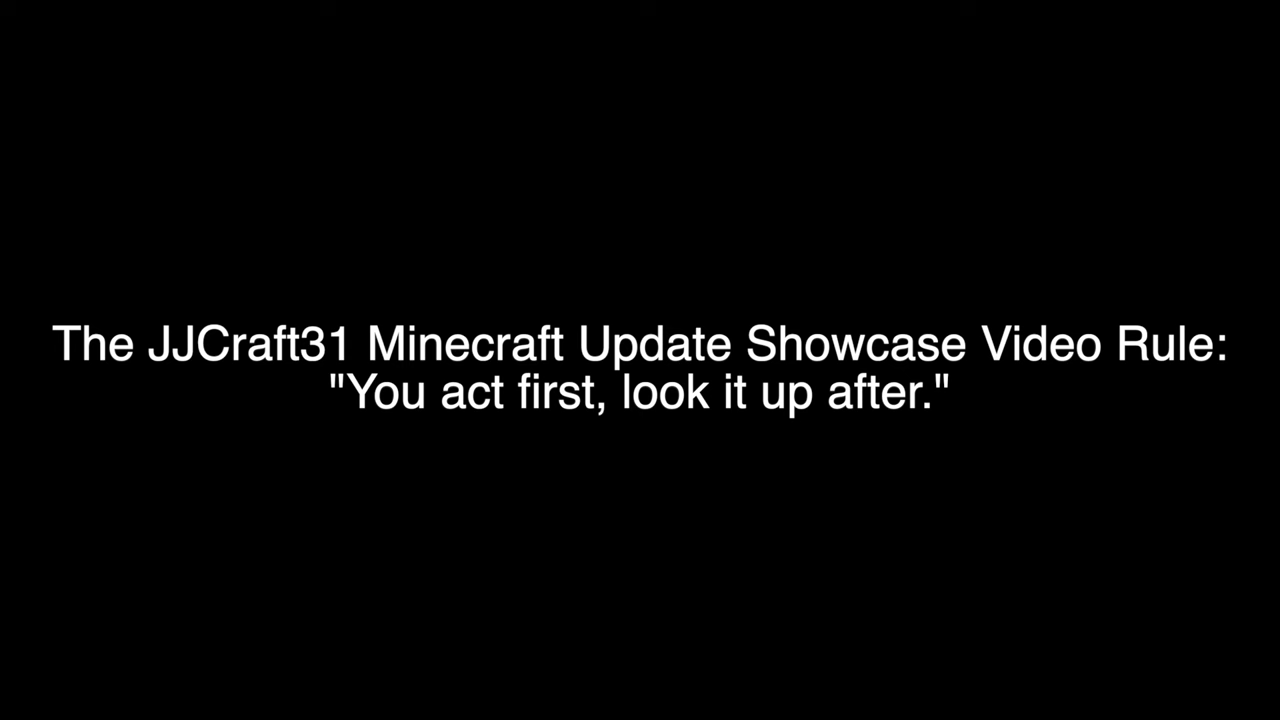 The JJCraft31 Minecraft Update Showcase Video Rule:
"You act first, look it up after."